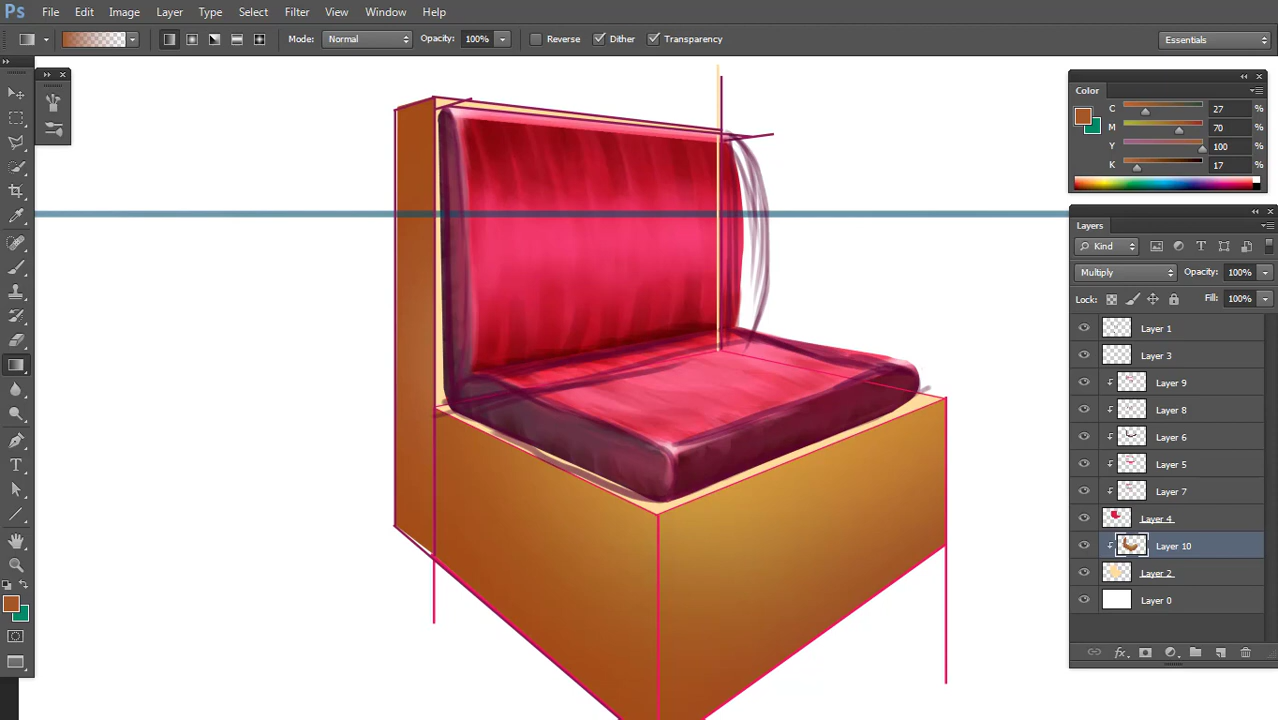 Ps File Edit Image Layer Type Select Filter View Window Help
Mode: Normal Opacity: 100% Reverse Dither Transparency Essentials
Color
C 27 %
M 70 %
Y 100 %
K 17 %
Layers
Kind
Multiply Opacity: 100%
Lock: Fill: 100%
Layer 1
Layer 3
Layer 9
Layer 8
Layer 6
Layer 5
Layer 7
Layer 4
Layer 10
Layer 2
Layer 0